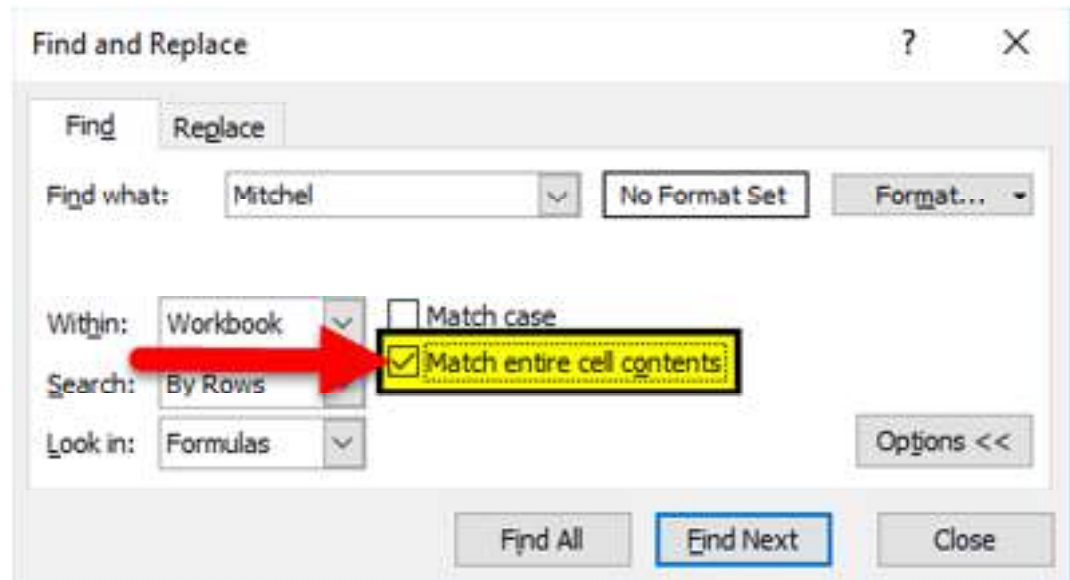 Find and Replace ? ×
Find Replace
Find what: Mitchel No Format Set Format...
Within: Workbook Match case
Match entire cell contents
Search: By Rows
Look in: Formulas Options <<
Find All Find Next Close